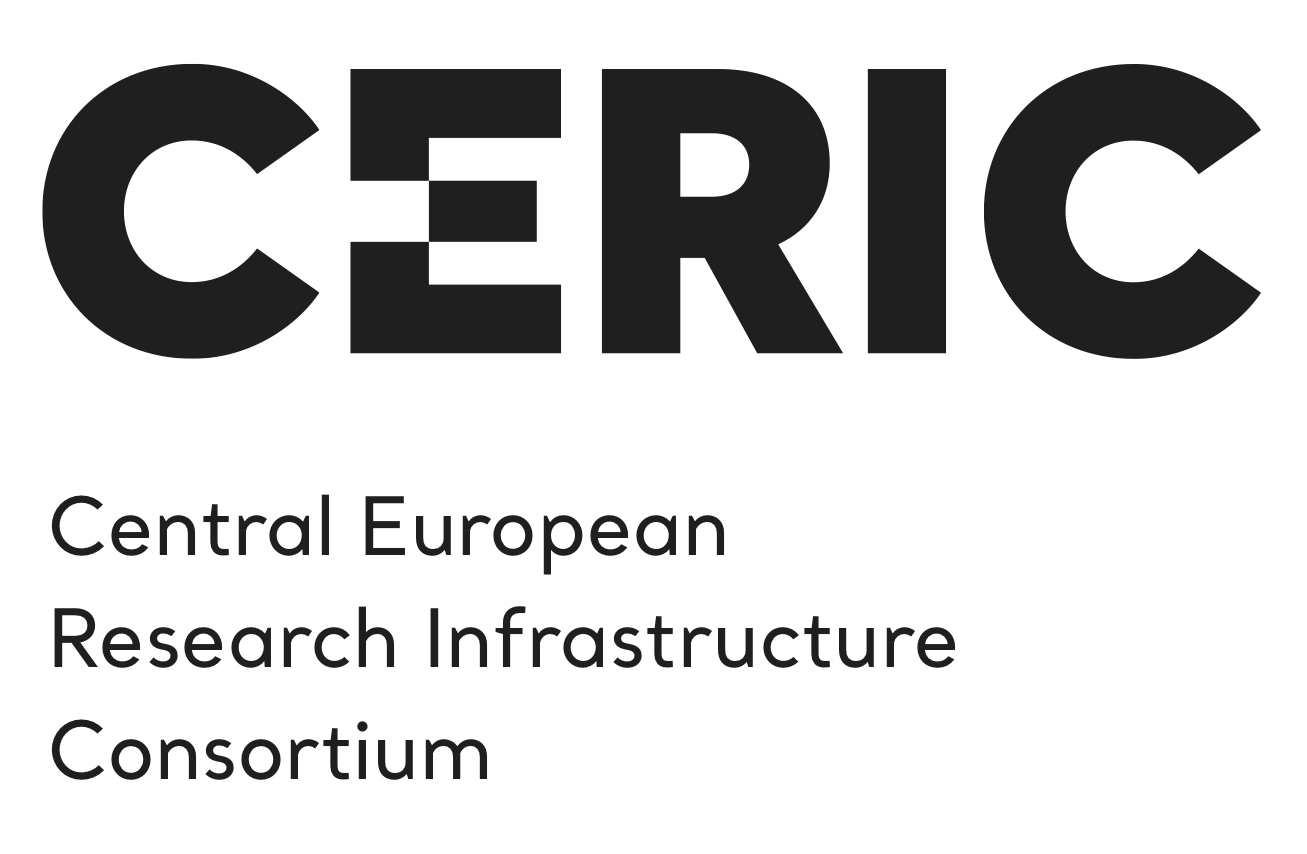 CERIC
Central European
Research Infrastructure
Consortium